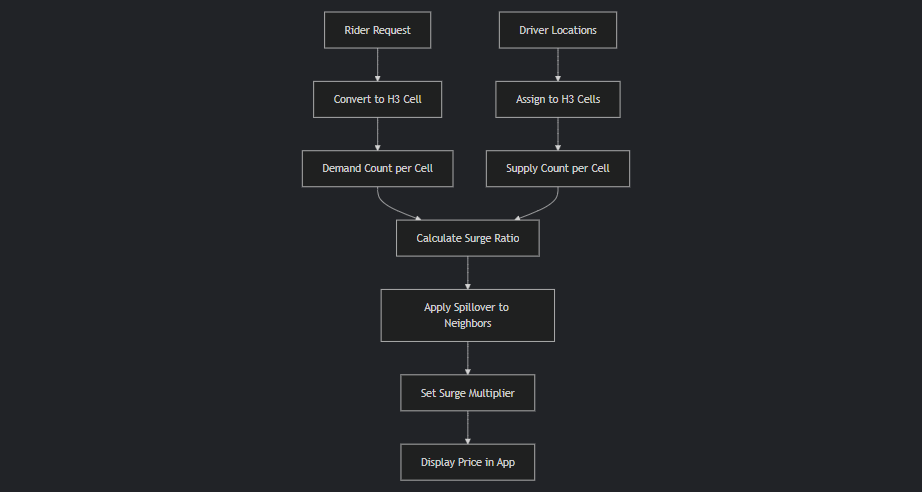 Rider Request
Driver Locations
Convert to H3 Cell
Assign to H3 Cells
Demand Count per Cell
Supply Count per Cell
Calculate Surge Ratio
Apply Spillover to
Neighbors
Set Surge Multiplier
Display Price in App